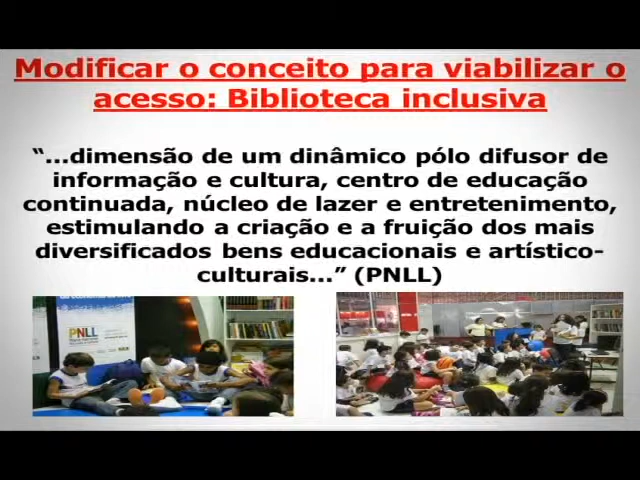 Modificar o conceito para viabilizar o
acesso: Biblioteca inclusiva
“...dimensão de um dinâmico pólo difusor de
informação e cultura, centro de educação
continuada, núcleo de lazer e entretenimento,
estimulando a criação e a fruição dos mais
diversificados bens educacionais e artístico-
culturais...” (PNLL)
PNLL